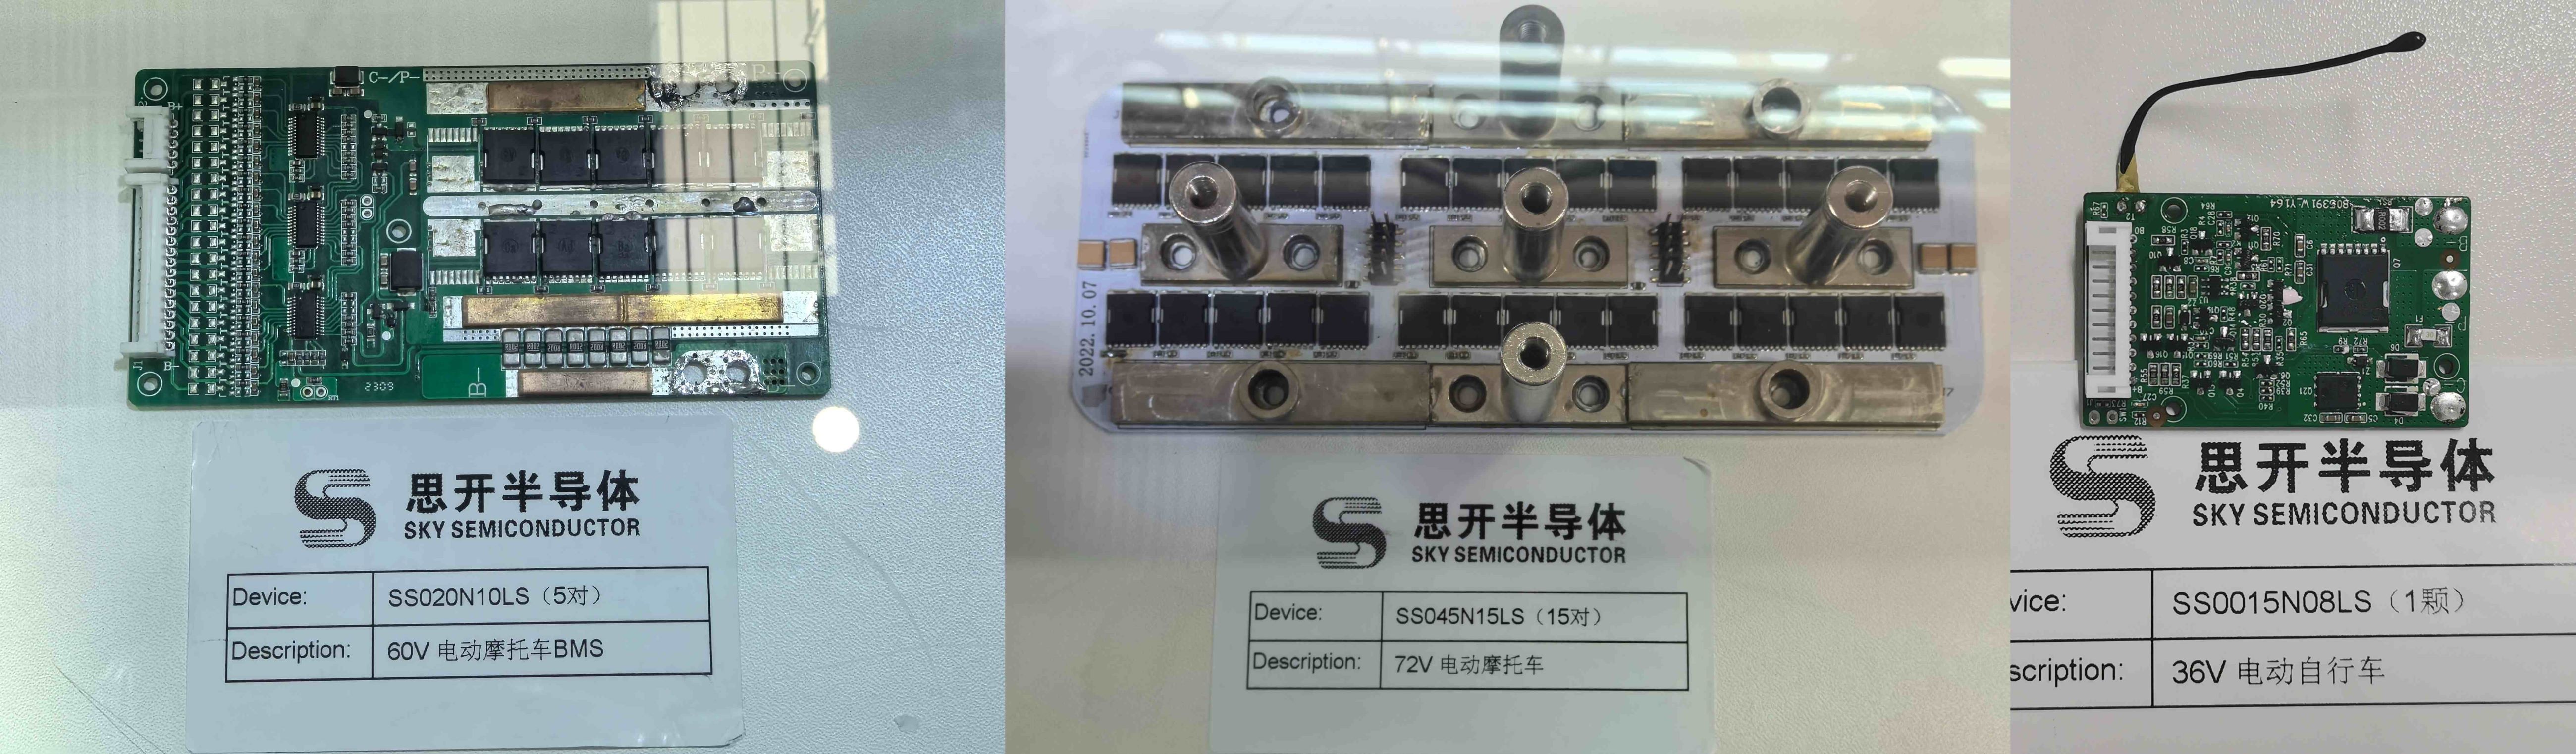 C-/P-
P-
B+
B-
B-
2309
思开半导体
SKY SEMICONDUCTOR
Device: SS020N10LS（5对）
Description: 60V 电动摩托车BMS
2022.10.07
思开半导体
SKY SEMICONDUCTOR
Device: SS045N15LS（15对）
Description: 72V 电动摩托车
思开半导体
SKY SEMICONDUCTOR
vice: SS0015N08LS（1颗）
scription: 36V 电动自行车